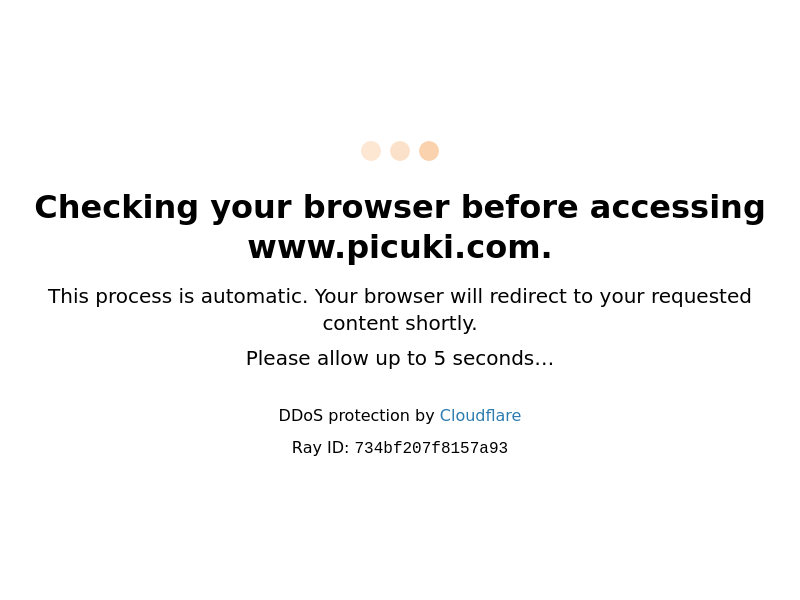 Checking your browser before accessing
www.picuki.com.
This process is automatic. Your browser will redirect to your requested
content shortly.
Please allow up to 5 seconds…
DDoS protection by Cloudflare
Ray ID: 734bf207f8157a93